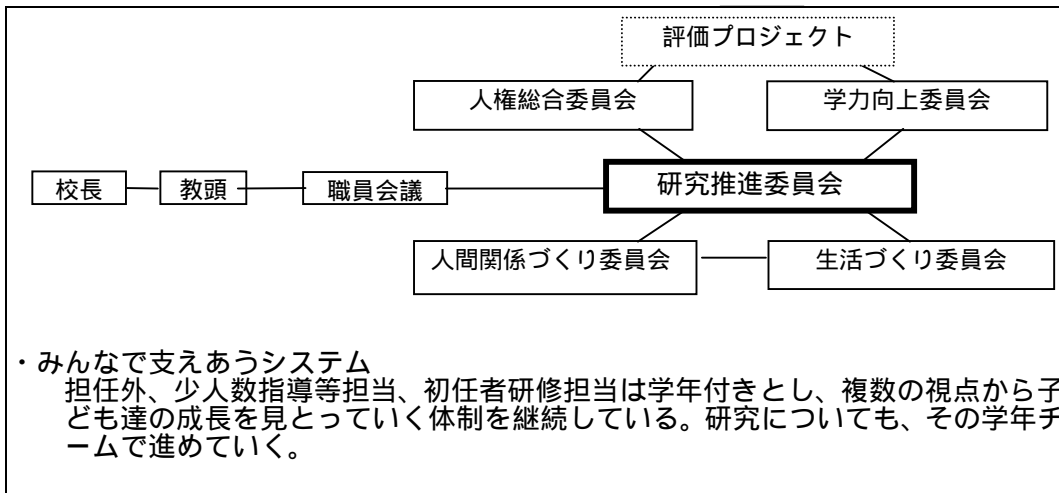 評価プロジェクト
人権総合委員会
学力向上委員会
校長
教頭
職員会議
研究推進委員会
人間関係づくり委員会
生活づくり委員会
・みんなで支えあうシステム
担任外、少人数指導等担当、初任者研修担当は学年付きとし、複数の視点から子
ども達の成長を見とっていく体制を継続している。研究についても、その学年チ
ームで進めていく。